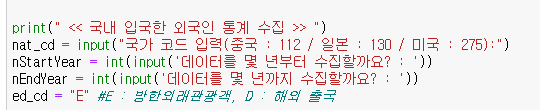 print(" << 국내 입국한 외국인 통계 수집 >> ")
nat_cd = input("국가 코드 입력(중국 : 112 / 일본 : 130 / 미국 : 275):")
nStartYear = int(input('데이터를 몇 년부터 수집할까요? : '))
nEndYear = int(input('데이터를 몇 년까지 수집할까요? : '))
ed_cd = "E" #E : 방한외래관광객, D : 해외 출국